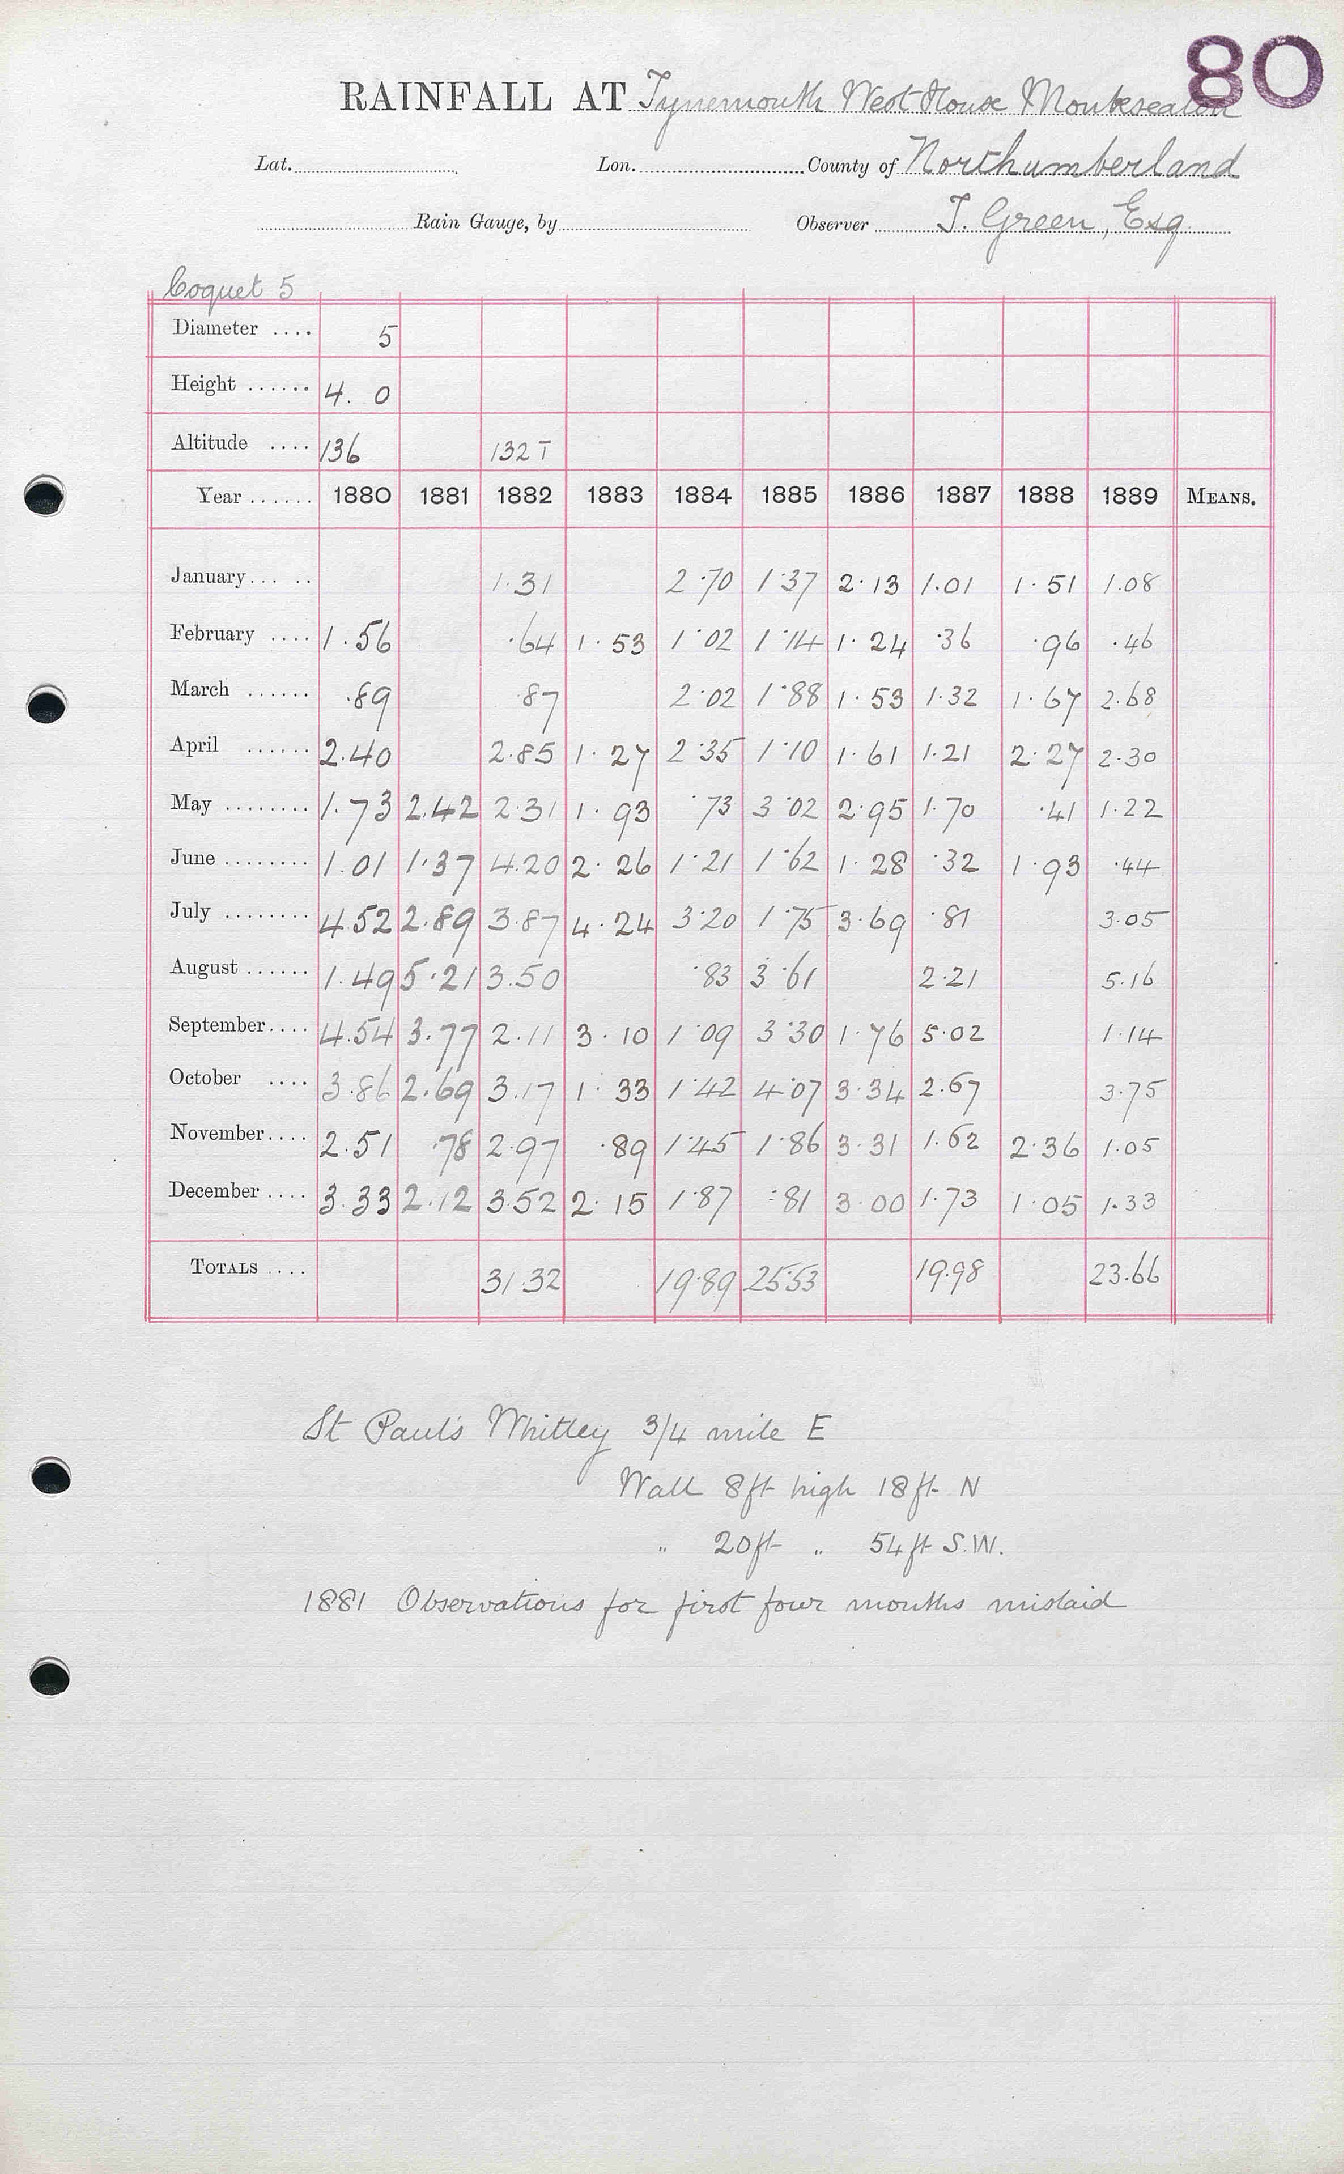 80
RAINFALL AT Tynemouth West House Monkseaton
Lat. Lon. County of Northumberland
Rain Gauge, by Observer J. Green, Esq
Coquet 5
Diameter .... 5
Height ...... 4. 0
Altitude .... 136 132 T
Year ...... 1880 1881 1882 1883 1884 1885 1886 1887 1888 1889 MEANS.
January... .. 1.31 2.70 1.37 2.13 1.01 1.51 1.08
February .... 1.56 .64 1.53 1.02 1.14 1.24 .36 .96 .46
March ...... .89 .87 2.02 1.88 1.53 1.32 1.67 2.68
April ...... 2.40 2.85 1.27 2.35 1.10 1.61 1.21 2.27 2.30
May ........ 1.73 2.42 2.31 1.93 .73 3.02 2.95 1.70 .41 1.22
June ........ 1.01 1.37 4.20 2.26 1.21 1.62 1.28 .32 1.93 .44
July ........ 4.52 2.89 3.87 4.24 3.20 1.75 3.69 .81 3.05
August ...... 1.49 5.21 3.50 .83 3.61 2.21 5.16
September.... 4.54 3.77 2.11 3.10 1.09 3.30 1.76 5.02 1.14
October .... 3.86 2.69 3.17 1.33 1.42 4.07 3.34 2.67 3.75
November.... 2.51 .78 2.97 .89 1.45 1.86 3.31 1.62 2.36 1.05
December .... 3.33 2.12 3.52 2.15 1.87 .81 3.00 1.73 1.05 1.33
TOTALS .... 31.32 19.89 25.53 19.98 23.66
St Paul's Whitley 3/4 mile E
Wall 8ft high 18ft N
" 20ft " 54ft S.W.
1881 Observations for first four months mislaid